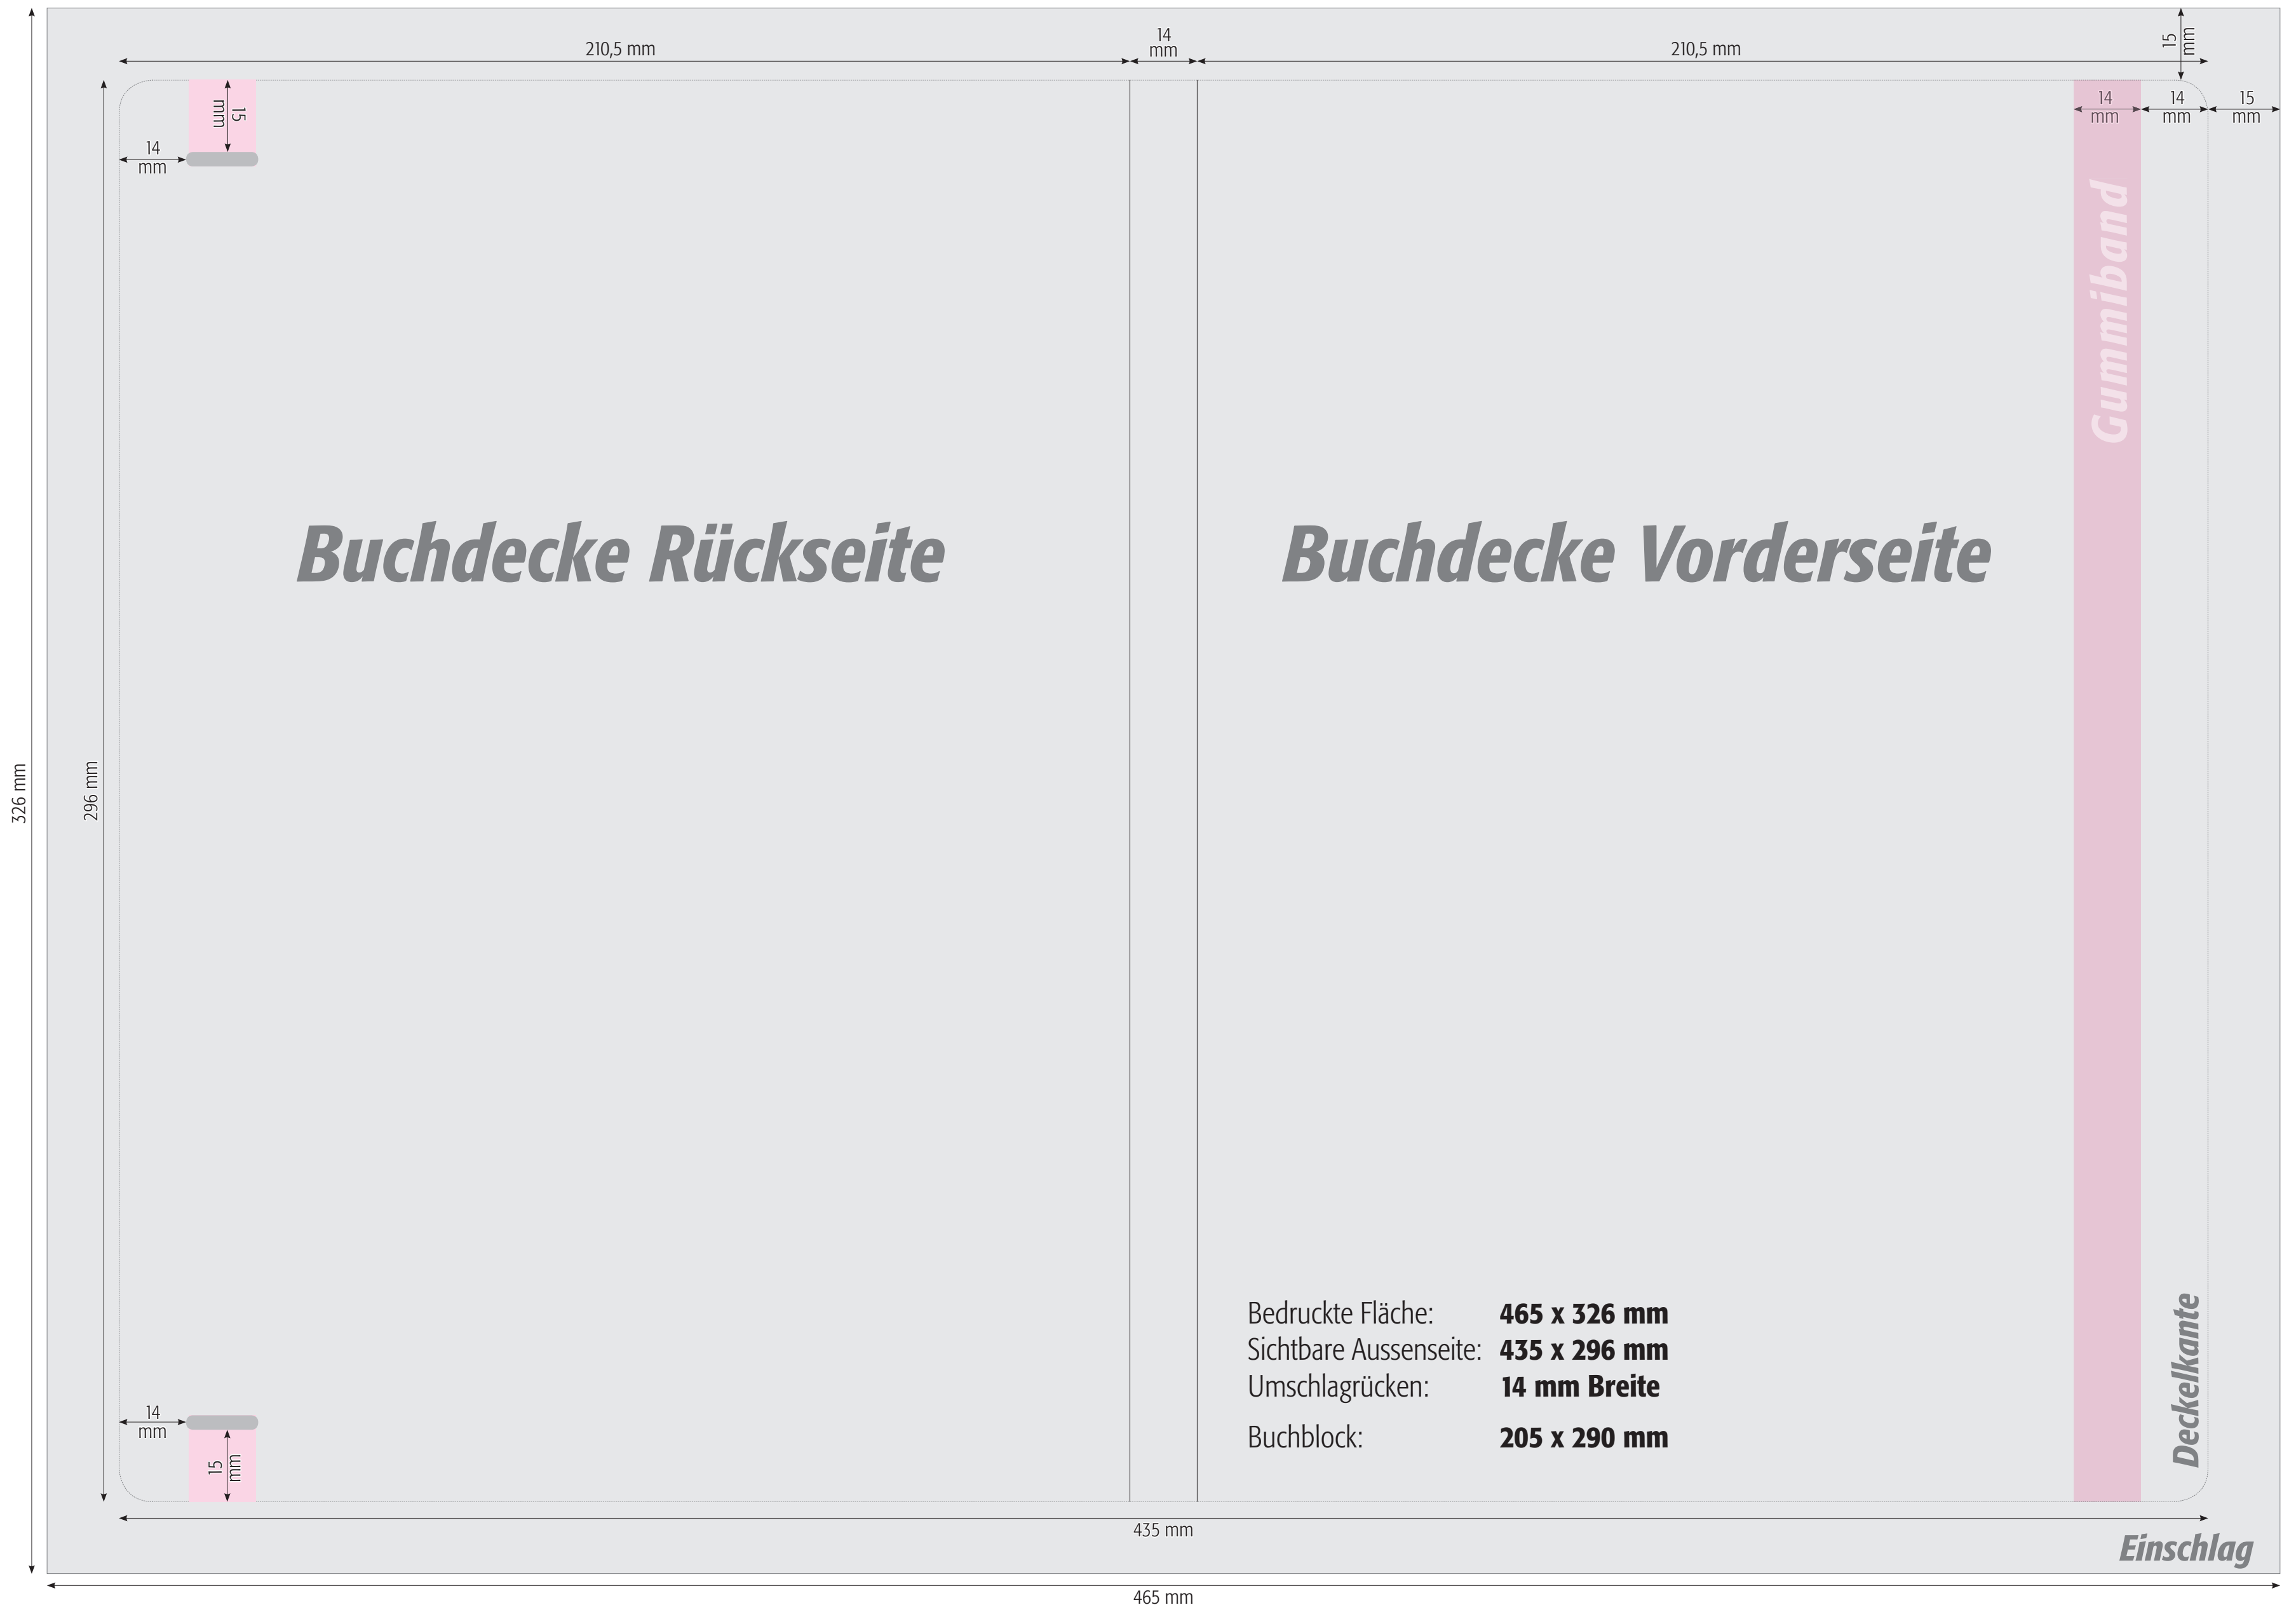 210,5 mm
14
mm
210,5 mm
15
mm
15
mm
14
mm
14
mm
14
mm
15
mm
Gummiband
Buchdecke Rückseite
Buchdecke Vorderseite
326 mm
296 mm
Bedruckte Fläche: 465 x 326 mm
Sichtbare Aussenseite: 435 x 296 mm
Umschlagrücken: 14 mm Breite
Buchblock: 205 x 290 mm
Deckelkante
14
mm
15
mm
435 mm
Einschlag
465 mm